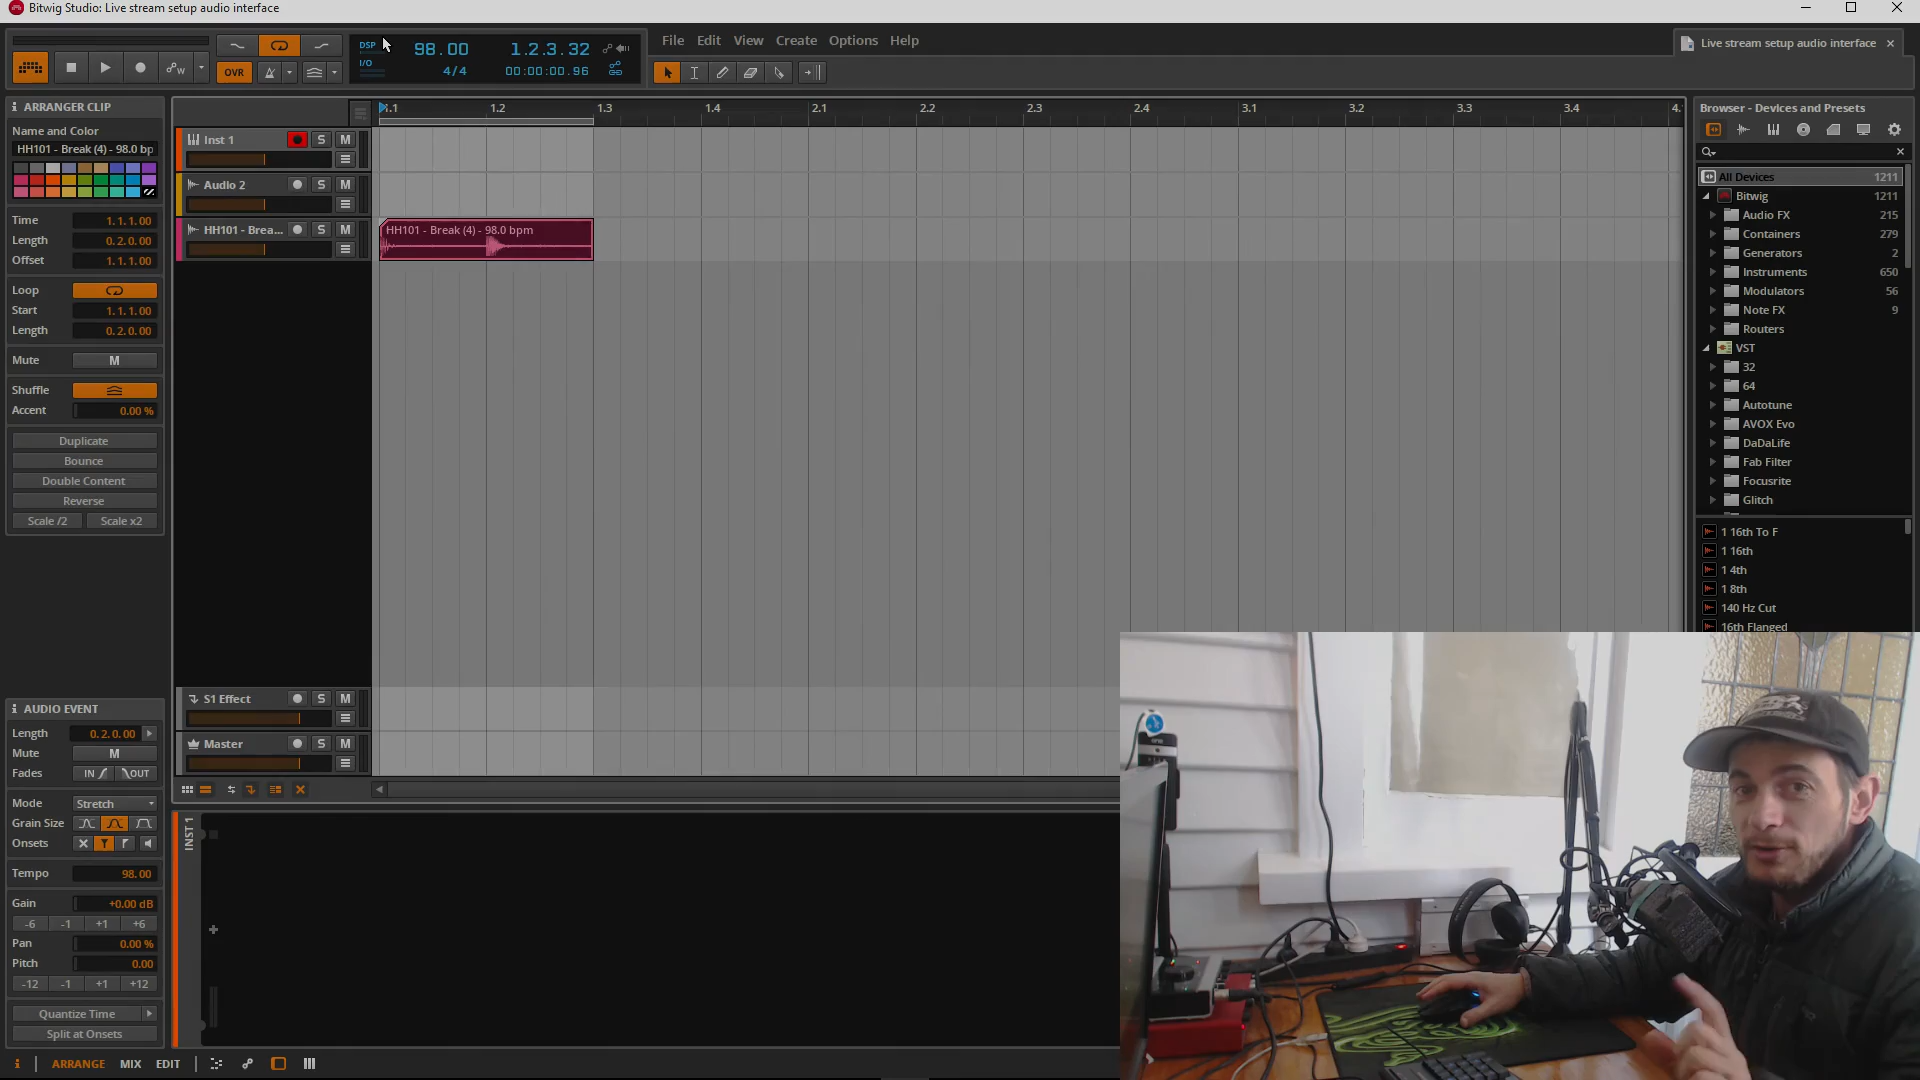 Bitwig Studio: Live stream setup audio interface
OVR
DSP
I/O
98.00
4/4
1.2.3.32
00:00:00.96
File Edit View Create Options Help
Live stream setup audio interface
ARRANGER CLIP
Name and Color
HH101 - Break (4) - 98.0 bp
Time 1.1.1.00
Length 0.2.0.00
Offset 1.1.1.00
Loop
Start 1.1.1.00
Length 0.2.0.00
Mute M
Shuffle
Accent 0.00 %
Duplicate
Bounce
Double Content
Reverse
Scale /2 Scale x2
AUDIO EVENT
Length 0.2.0.00
Mute M
Fades IN OUT
Mode Stretch
Grain Size
Onsets
Tempo 98.00
Gain +0.00 dB
-6 -1 +1 +6
Pan 0.00 %
Pitch 0.00
-12 -1 +1 +12
Quantize Time
Split at Onsets
1.2 1.3 1.4 2.1 2.2 2.3 2.4 3.1 3.2 3.3 3.4
Inst 1 S M
Audio 2 S M
HH101 - Brea... S M
HH101 - Break (4) - 98.0 bpm
S1 Effect S M
Master S M
INST 1
i ARRANGE MIX EDIT
Browser - Devices and Presets
All Devices 1211
Bitwig 1211
Audio FX 215
Containers 279
Generators 2
Instruments 650
Modulators 56
Note FX 9
Routers
VST
32
64
Autotune
AVOX Evo
DaDaLife
Fab Filter
Focusrite
Glitch
1 16th To F
1 16th
1 4th
1 8th
140 Hz Cut
16th Flanged